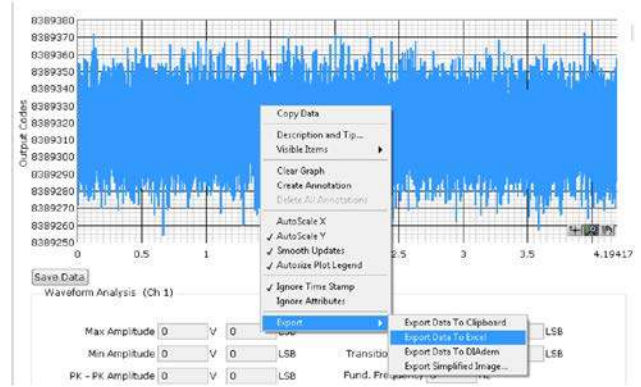 8389380
8389370
8389360
8389350
8389340
8389330
8389320
8389310
8389300
8389290
8389280
8389270
8389260
8389250
Output Codes
0 0.5 1 2.5 3 3.5 4.19417
Copy Data
Description and Tip...
Visible Items
Clear Graph
Create Annotation
Delete All Annotations
AutoScale X
✓ AutoScale Y
✓ Smooth Updates
✓ Autosize Plot Legend
✓ Ignore Time Stamp
Ignore Attributes
Export
Export Data To Clipboard
Export Data To Excel
Export Data To DIAdem
Export Simplified Image...
Save Data
Waveform Analysis (Ch 1)
Max Amplitude 0 V 0 LSB
Min Amplitude 0 V 0 LSB Transitio LSB
PK - PK Amplitude 0 V 0 LSB Fund. Frequency